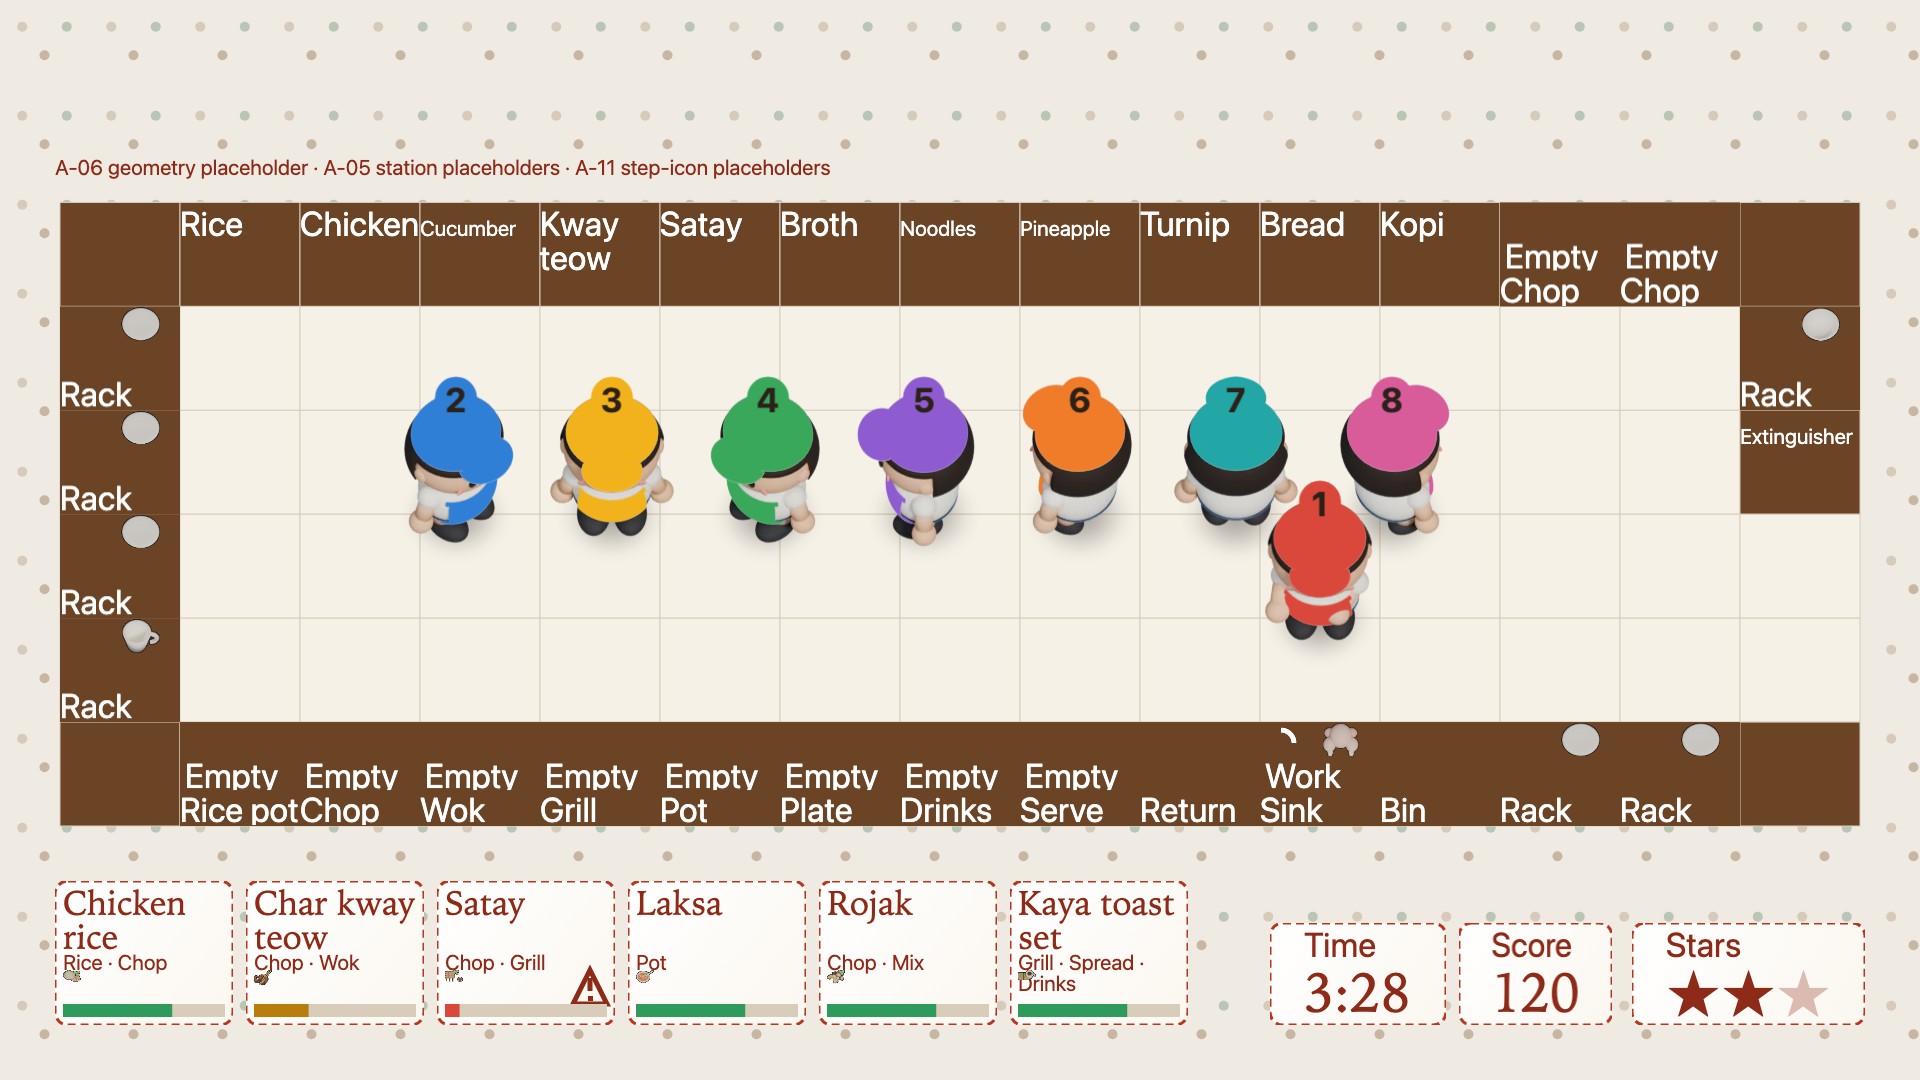 A-06 geometry placeholder · A-05 station placeholders · A-11 step-icon placeholders
Rice
Chicken
Cucumber
Kway
teow
Satay
Broth
Noodles
Pineapple
Turnip
Bread
Kopi
Empty
Chop
Empty
Chop
Rack
Rack
Extinguisher
2
3
4
5
6
7
8
1
Rack
Rack
Rack
Empty
Rice pot
Empty
Chop
Empty
Wok
Empty
Grill
Empty
Pot
Empty
Plate
Empty
Drinks
Empty
Serve
Return
Work
Sink
Bin
Rack
Rack
Chicken
rice
Rice · Chop
Char kway
teow
Chop · Wok
Satay
Chop · Grill
Laksa
Pot
Rojak
Chop · Mix
Kaya toast
set
Grill · Spread ·
Drinks
Time
3:28
Score
120
Stars